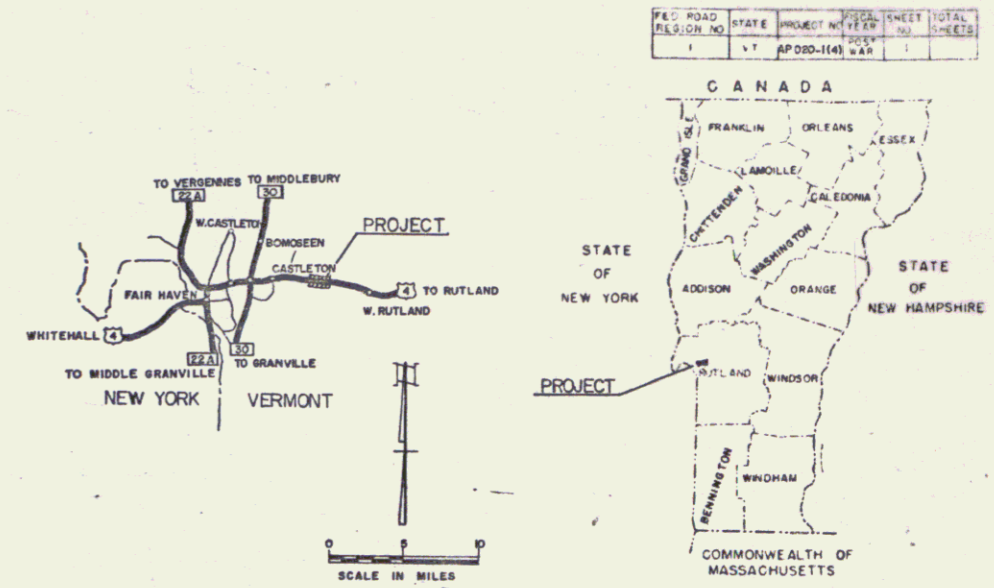 FED ROAD REGION NO
STATE
PROJECT NO
FISCAL YEAR
SHEET NO.
TOTAL SHEETS
1
VT
AP 020-1(4)
POST WAR
1
CANADA
GRAND ISLE
FRANKLIN
ORLEANS
ESSEX
LAMOILLE
CHITTENDEN
CALEDONIA
WASHINGTON
STATE
OF
NEW YORK
ADDISON
ORANGE
STATE
OF
NEW HAMPSHIRE
PROJECT
RUTLAND
WINDSOR
BENNINGTON
WINDHAM
COMMONWEALTH OF
MASSACHUSETTS
TO VERGENNES
TO MIDDLEBURY
22A
30
W.CASTLETON
PROJECT
BOMOSEEN
CASTLETON
FAIR HAVEN
4
TO RUTLAND
W. RUTLAND
WHITEHALL
4
22A
30
TO GRANVILLE
TO MIDDLE GRANVILLE
NEW YORK
VERMONT
0 5 10
SCALE IN MILES